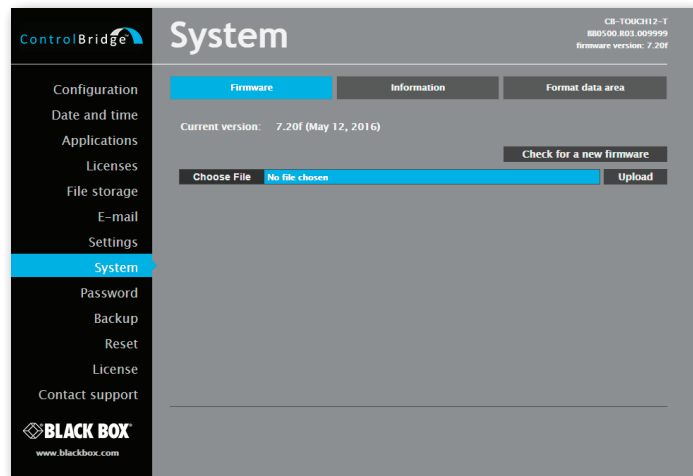 ControlBridge™
System
CB-TOUCH12-T
880500.R03.009999
firmware version: 7.20f
Configuration
Date and time
Applications
Licenses
File storage
E-mail
Settings
System
Password
Backup
Reset
License
Contact support
Firmware
Information
Format data area
Current version: 7.20f (May 12, 2016)
Check for a new firmware
Choose File No file chosen
Upload
BLACK BOX®
www.blackbox.com